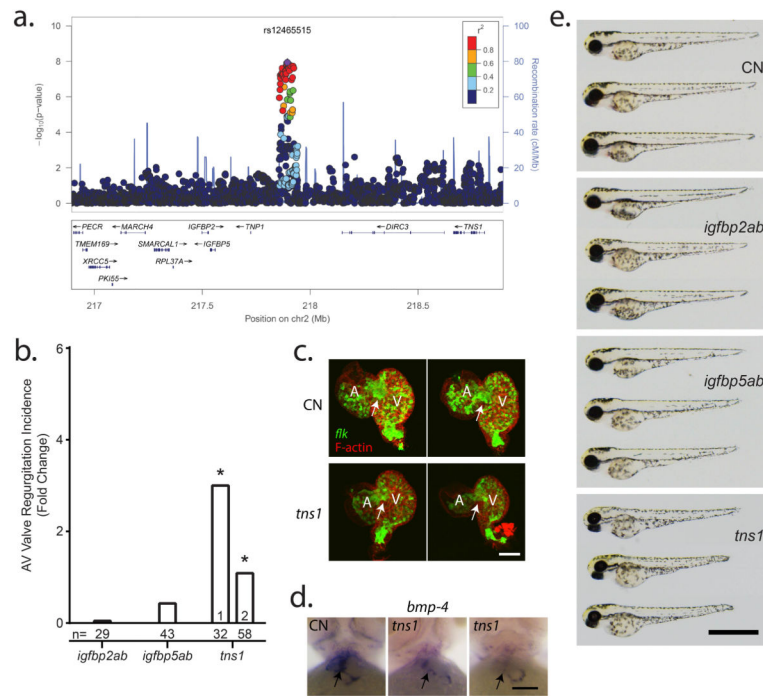 a.
rs12465515
10
8
6
4
2
0
−log10(p−value)
100
80
60
40
20
0
Recombination rate (cM/Mb)
r2
0.8
0.6
0.4
0.2
PECR MARCH4 IGFBP2 TNP1 DIRC3 TNS1
TMEM169 SMARCAL1 IGFBP5
XRCC5 RPL37A
PKI55
217 217.5 218 218.5
Position on chr2 (Mb)
b.
AV Valve Regurgitation Incidence
(Fold Change)
6
3
0
*
*
1 2
n= 29 43 32 58
igfbp2ab igfbp5ab tns1
c.
CN
A V
A V
flk
F-actin
tns1
A V
A V
d.
bmp-4
CN tns1 tns1
e.
CN
igfbp2ab
igfbp5ab
tns1